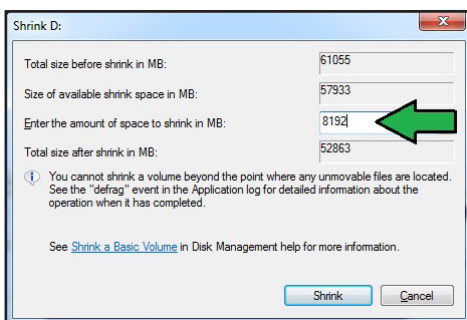 Shrink D:
Total size before shrink in MB: 61055
Size of available shrink space in MB: 57933
Enter the amount of space to shrink in MB: 8192
Total size after shrink in MB: 52863
You cannot shrink a volume beyond the point where any unmovable files are located.
See the "defrag" event in the Application log for detailed information about the
operation when it has completed.
See Shrink a Basic Volume in Disk Management help for more information.
Shrink Cancel